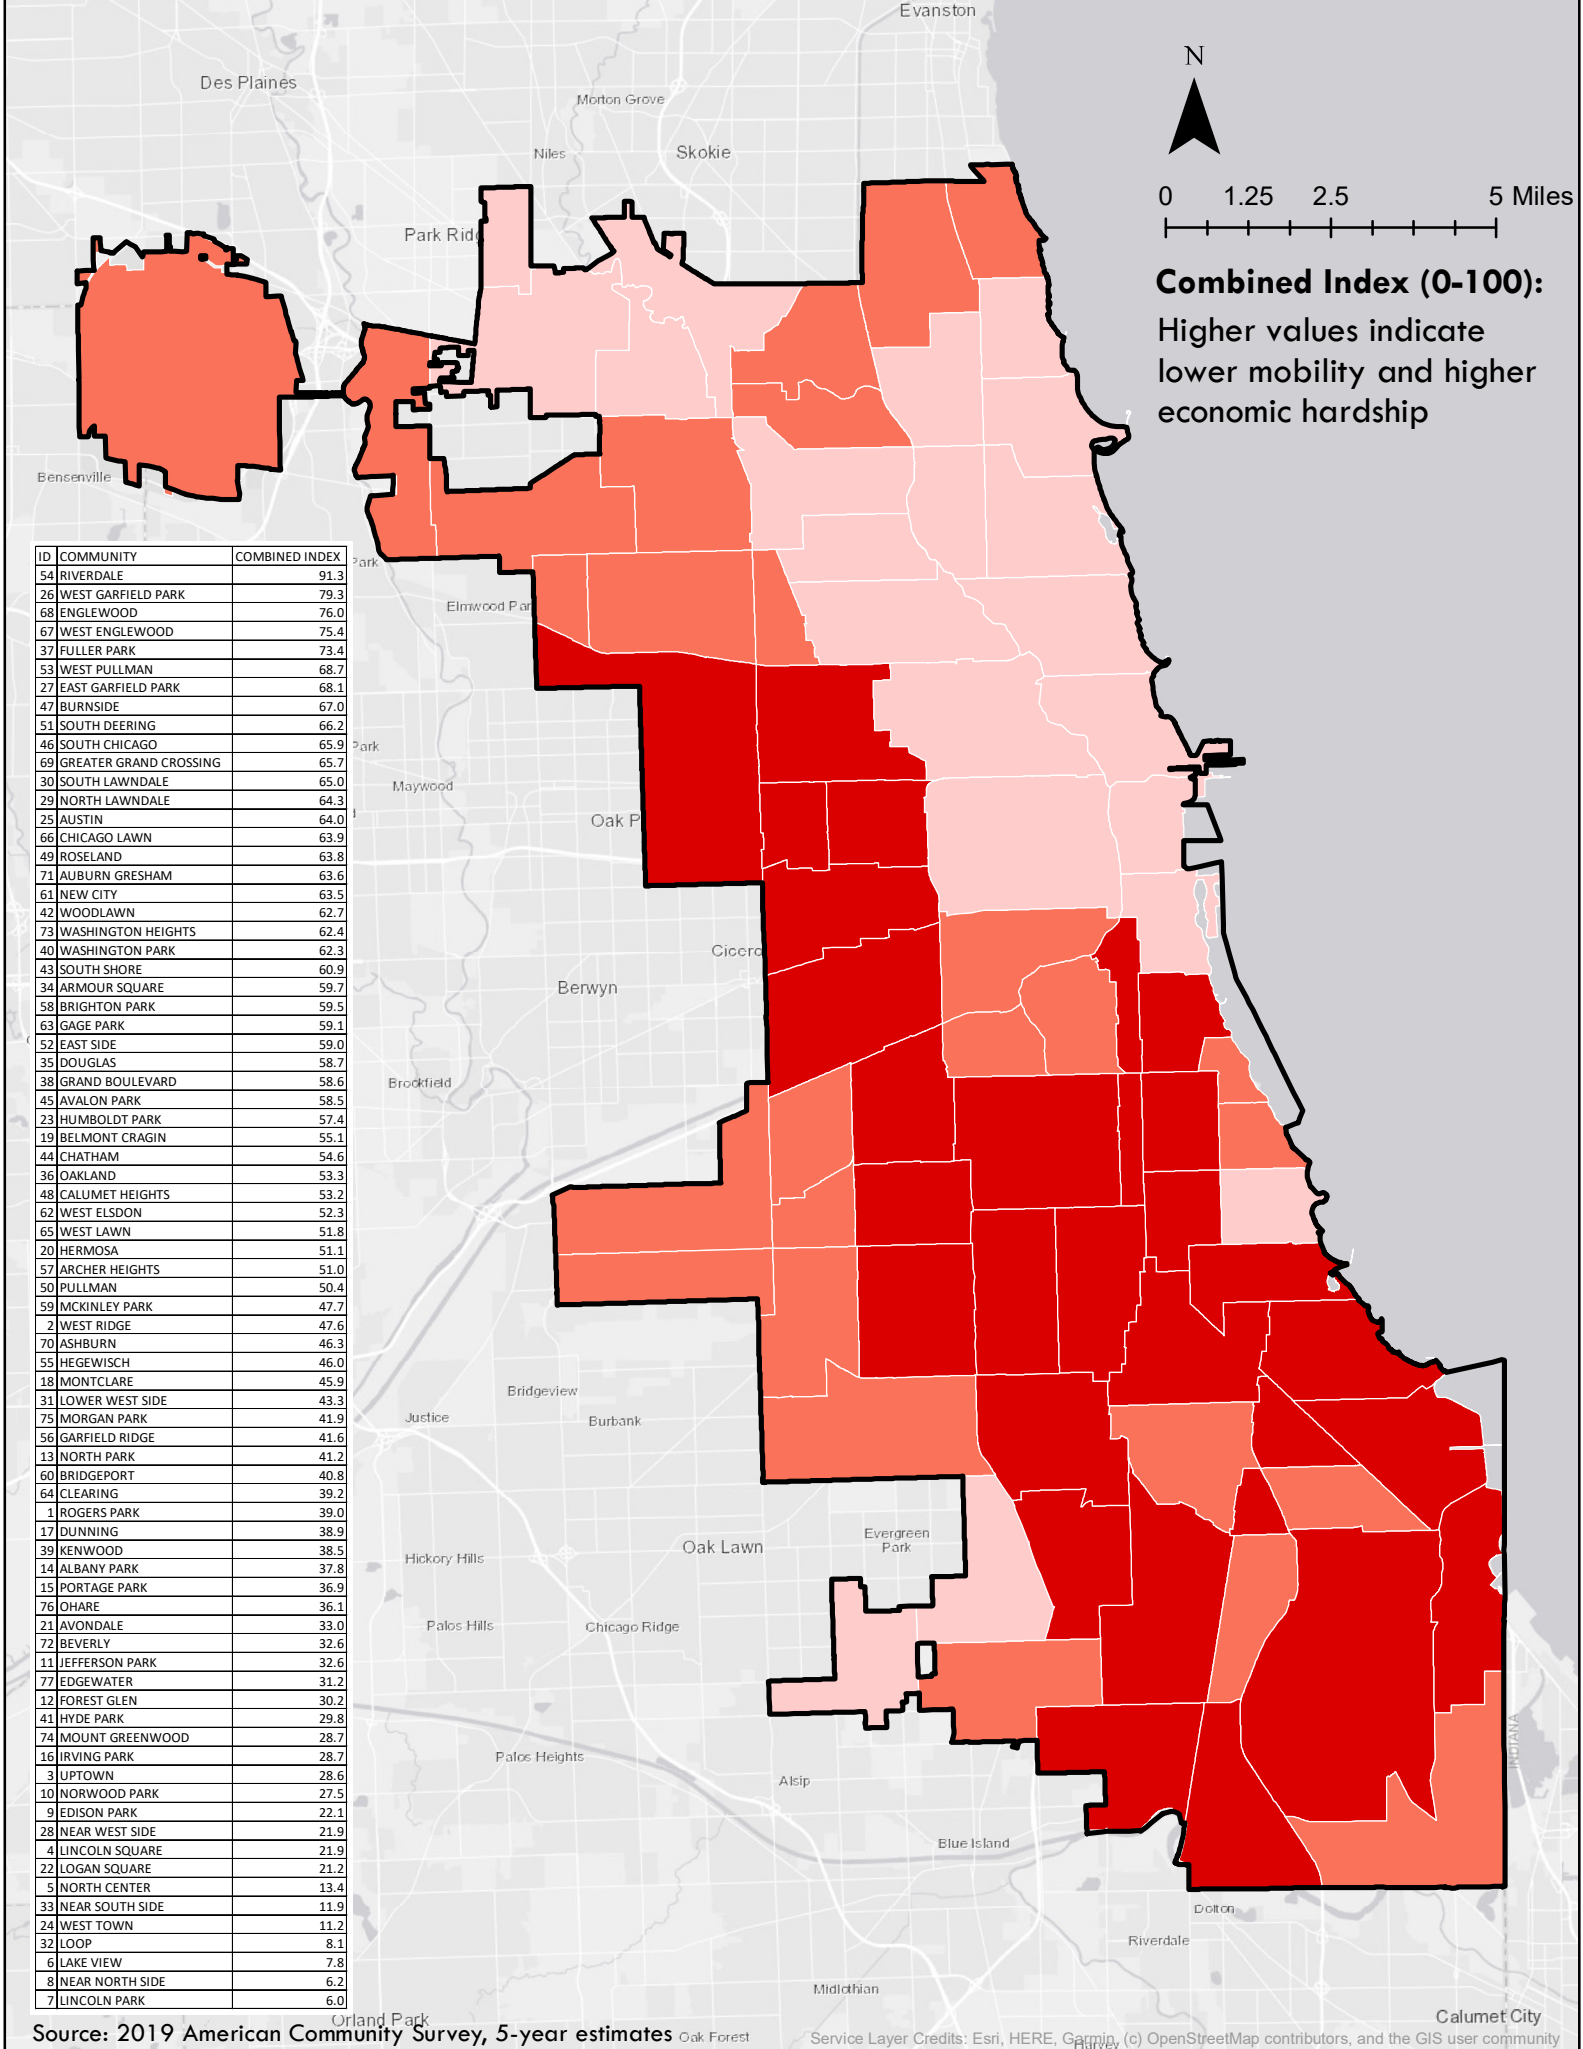 Evanston
Des Plaines
Morton Grove
Niles
Skokie
Park Ridg
N
0 1.25 2.5 5 Miles
Combined Index (0-100):
Higher values indicate
lower mobility and higher
economic hardship
Bensenville
Park
Elmwood Par
Park
Maywood
Oak P
Cicero
Berwyn
Brookfield
Bridgeview
Justice
Burbank
Evergreen
Park
Oak Lawn
Hickory Hills
Palos Hills
Chicago Ridge
Palos Heights
Alsip
INDIANA
Blue Island
Dolton
Riverdale
Midlothian
Orland Park
Oak Forest
Harvey
Calumet City
ID COMMUNITY COMBINED INDEX
54 RIVERDALE 91.3
26 WEST GARFIELD PARK 79.3
68 ENGLEWOOD 76.0
67 WEST ENGLEWOOD 75.4
37 FULLER PARK 73.4
53 WEST PULLMAN 68.7
27 EAST GARFIELD PARK 68.1
47 BURNSIDE 67.0
51 SOUTH DEERING 66.2
46 SOUTH CHICAGO 65.9
69 GREATER GRAND CROSSING 65.7
30 SOUTH LAWNDALE 65.0
29 NORTH LAWNDALE 64.3
25 AUSTIN 64.0
66 CHICAGO LAWN 63.9
49 ROSELAND 63.8
71 AUBURN GRESHAM 63.6
61 NEW CITY 63.5
42 WOODLAWN 62.7
73 WASHINGTON HEIGHTS 62.4
40 WASHINGTON PARK 62.3
43 SOUTH SHORE 60.9
34 ARMOUR SQUARE 59.7
58 BRIGHTON PARK 59.5
63 GAGE PARK 59.1
52 EAST SIDE 59.0
35 DOUGLAS 58.7
38 GRAND BOULEVARD 58.6
45 AVALON PARK 58.5
23 HUMBOLDT PARK 57.4
19 BELMONT CRAGIN 55.1
44 CHATHAM 54.6
36 OAKLAND 53.3
48 CALUMET HEIGHTS 53.2
62 WEST ELSDON 52.3
65 WEST LAWN 51.8
20 HERMOSA 51.1
57 ARCHER HEIGHTS 51.0
50 PULLMAN 50.4
59 MCKINLEY PARK 47.7
2 WEST RIDGE 47.6
70 ASHBURN 46.3
55 HEGEWISCH 46.0
18 MONTCLARE 45.9
31 LOWER WEST SIDE 43.3
75 MORGAN PARK 41.9
56 GARFIELD RIDGE 41.6
13 NORTH PARK 41.2
60 BRIDGEPORT 40.8
64 CLEARING 39.2
1 ROGERS PARK 39.0
17 DUNNING 38.9
39 KENWOOD 38.5
14 ALBANY PARK 37.8
15 PORTAGE PARK 36.9
76 OHARE 36.1
21 AVONDALE 33.0
72 BEVERLY 32.6
11 JEFFERSON PARK 32.6
77 EDGEWATER 31.2
12 FOREST GLEN 30.2
41 HYDE PARK 29.8
74 MOUNT GREENWOOD 28.7
16 IRVING PARK 28.7
3 UPTOWN 28.6
10 NORWOOD PARK 27.5
9 EDISON PARK 22.1
28 NEAR WEST SIDE 21.9
4 LINCOLN SQUARE 21.9
22 LOGAN SQUARE 21.2
5 NORTH CENTER 13.4
33 NEAR SOUTH SIDE 11.9
24 WEST TOWN 11.2
32 LOOP 8.1
6 LAKE VIEW 7.8
8 NEAR NORTH SIDE 6.2
7 LINCOLN PARK 6.0
Source: 2019 American Community Survey, 5-year estimates
Service Layer Credits: Esri, HERE, Garmin, (c) OpenStreetMap contributors, and the GIS user community